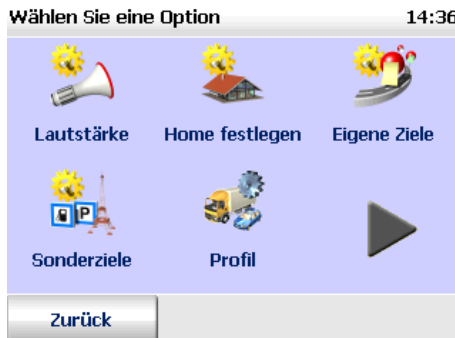 Wählen Sie eine Option 14:36
Lautstärke Home festlegen Eigene Ziele
P
Sonderziele Profil
Zurück